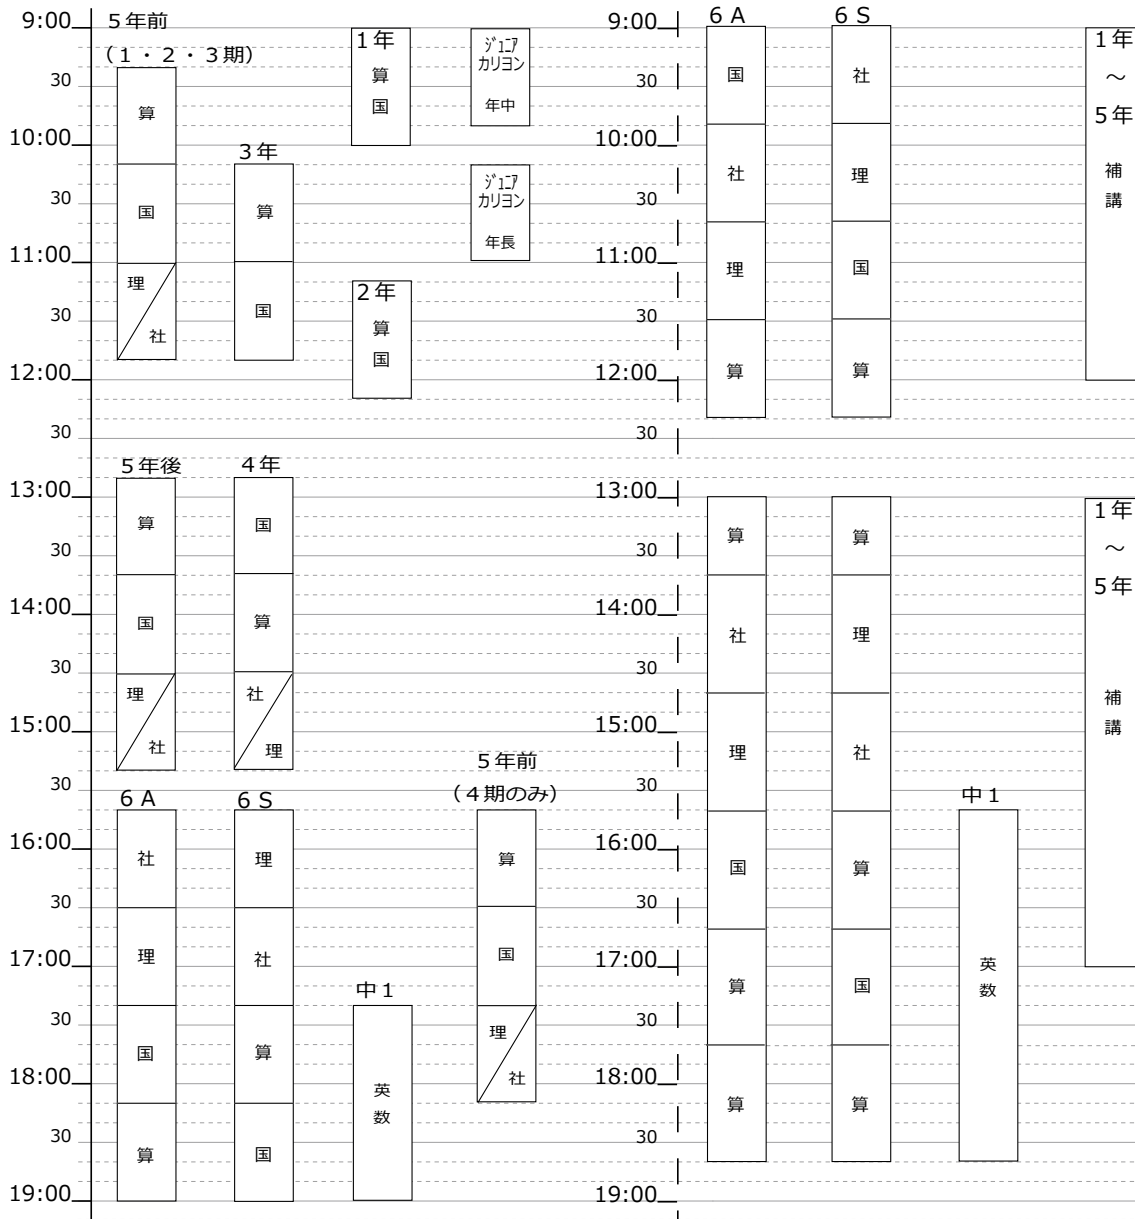 9:00
30
10:00
30
11:00
30
12:00
30
13:00
30
14:00
30
15:00
30
16:00
30
17:00
30
18:00
30
19:00
5年前
(1・2・3期)
算
国
理
社
3年
算
国
1年
算
国
2年
算
国
ジュニア
カリヨン
年中
ジュニア
カリヨン
年長
5年後
算
国
理
社
4年
国
算
社
理
6A
社
理
国
算
6S
理
社
算
国
中1
英
数
5年前
(4期のみ)
算
国
理
社
9:00
30
10:00
30
11:00
30
12:00
30
13:00
30
14:00
30
15:00
30
16:00
30
17:00
30
18:00
30
19:00
6A
国
社
理
算
6S
社
理
国
算
1年
~
5年
補
講
算
社
理
国
算
算
算
理
社
算
国
算
中1
英
数
1年
~
5年
補
講